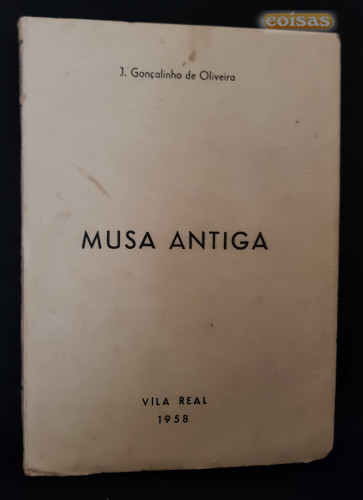 coisas
J. Gonçalinho de Oliveira
MUSA ANTIGA
VILA REAL
1958